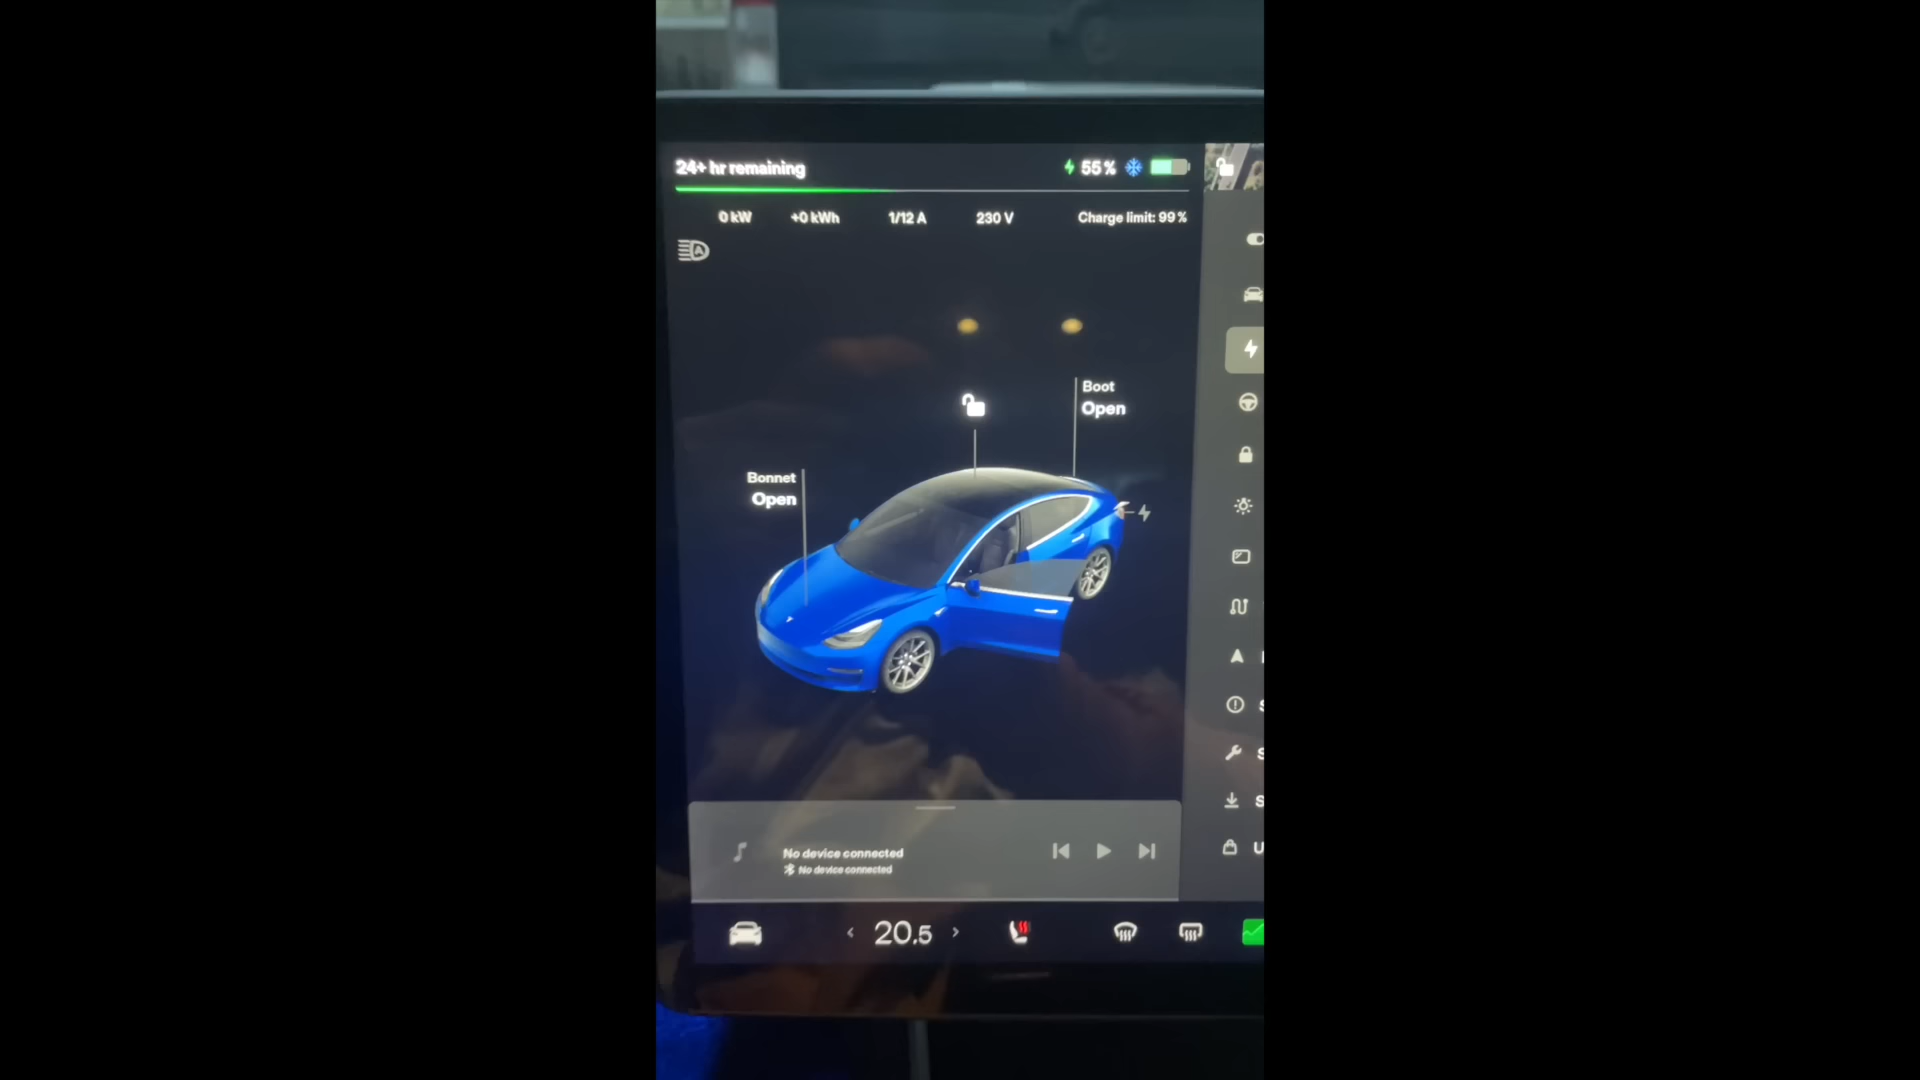 24+ hr remaining
55 %
0 kW
+0 kWh
1/12 A
230 V
Charge limit: 99 %
Boot
Open
Bonnet
Open
No device connected
No device connected
20.5
S
S
U